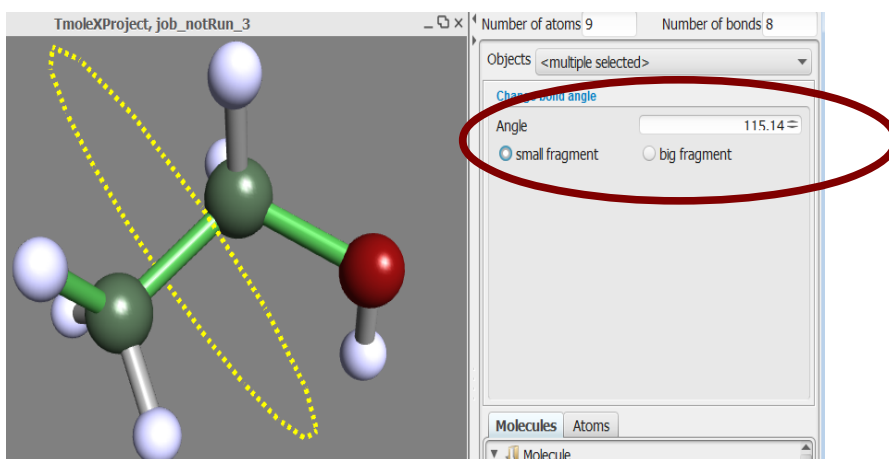 TmoleXProject, job_notRun_3
Number of atoms 9 Number of bonds 8
Objects <multiple selected>
Change bond angle
Angle 115.14
small fragment big fragment
Molecules Atoms
Molecule